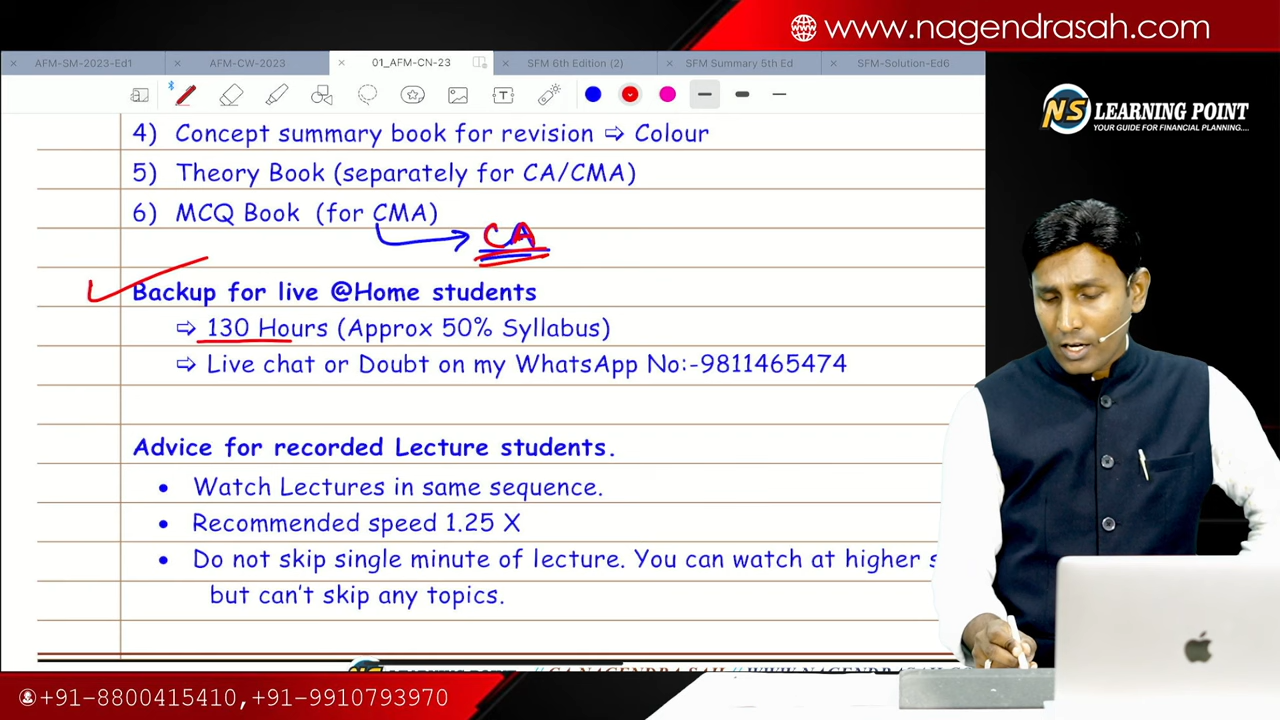 www.nagendrasah.com
AFM-SM-2023-Ed1
AFM-CW-2023
01_AFM-CN-23
SFM 6th Edition (2)
SFM Summary 5th Ed
SFM-Solution-Ed6
NS LEARNING POINT
YOUR GUIDE FOR FINANCIAL PLANNING....
4) Concept summary book for revision ⇨ Colour
5) Theory Book (separately for CA/CMA)
6) MCQ Book (for CMA)
CA
Backup for live @Home students
⇨ 130 Hours (Approx 50% Syllabus)
⇨ Live chat or Doubt on my WhatsApp No:-9811465474
Advice for recorded Lecture students.
• Watch Lectures in same sequence.
• Recommended speed 1.25 X
• Do not skip single minute of lecture. You can watch at higher s
but can't skip any topics.
+91-8800415410,+91-9910793970